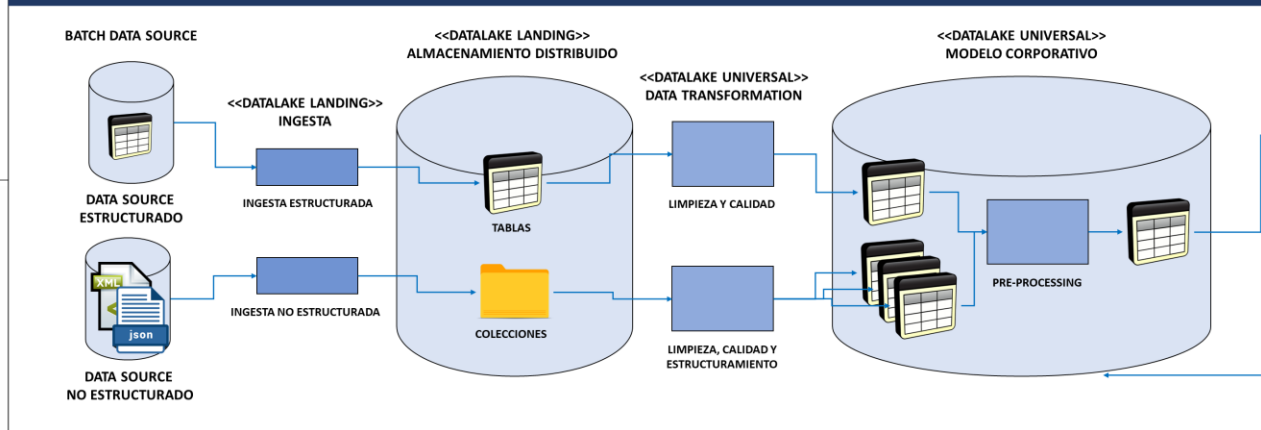 BATCH DATA SOURCE
DATA SOURCE
ESTRUCTURADO
XML
json
DATA SOURCE
NO ESTRUCTURADO
<<DATALAKE LANDING>>
INGESTA
INGESTA ESTRUCTURADA
INGESTA NO ESTRUCTURADA
<<DATALAKE LANDING>>
ALMACENAMIENTO DISTRIBUIDO
TABLAS
COLECCIONES
<<DATALAKE UNIVERSAL>>
DATA TRANSFORMATION
LIMPIEZA Y CALIDAD
LIMPIEZA, CALIDAD Y
ESTRUCTURAMIENTO
<<DATALAKE UNIVERSAL>>
MODELO CORPORATIVO
PRE-PROCESSING